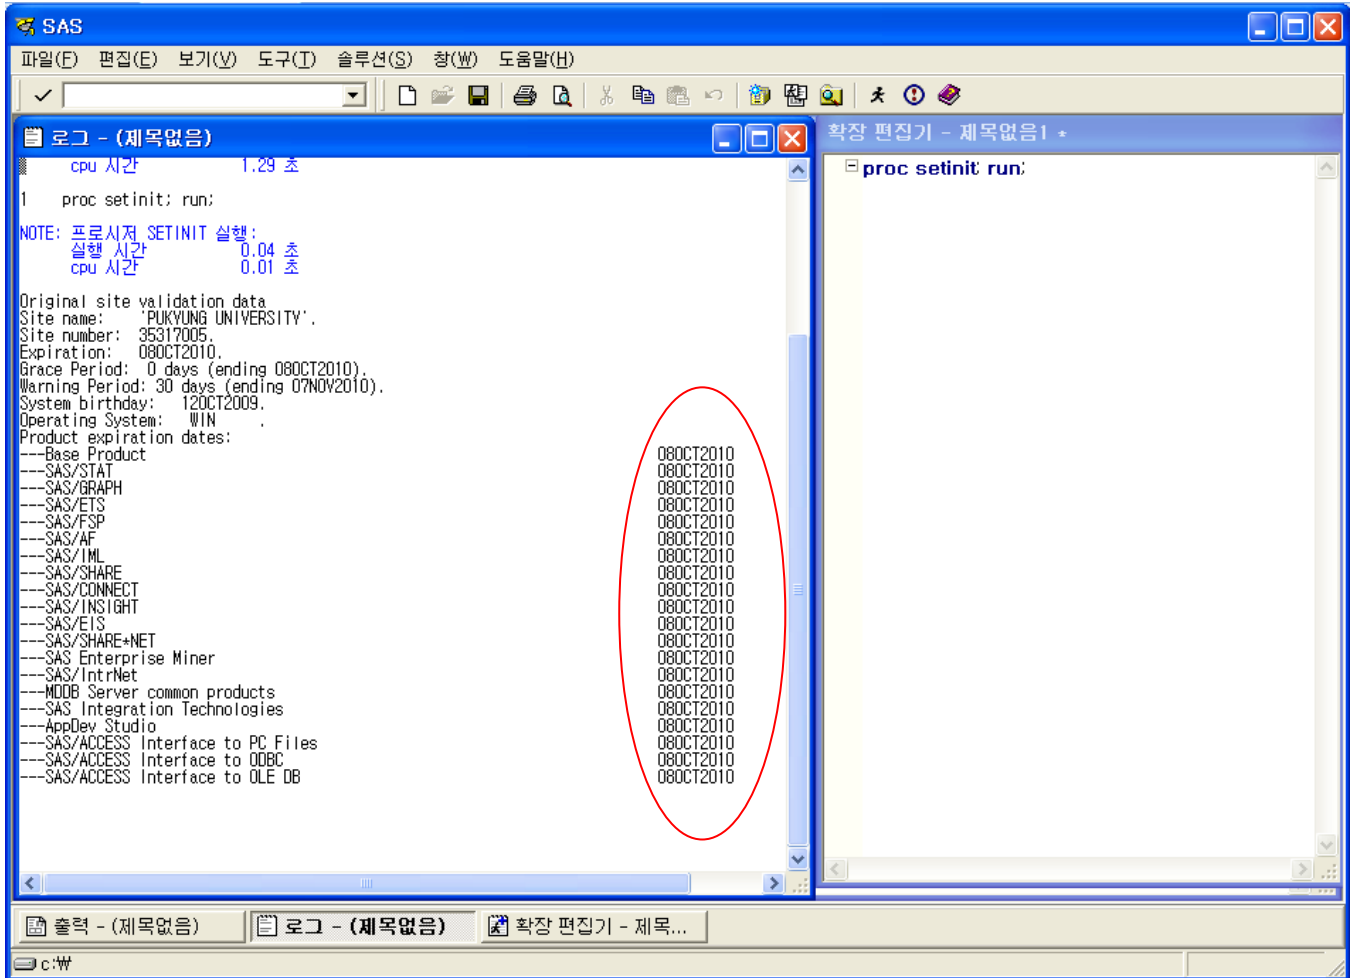 SAS
파일(F) 편집(E) 보기(V) 도구(T) 솔루션(S) 창(W) 도움말(H)
로그 - (제목없음)
cpu 시간 1.29 초
1 proc setinit; run;
NOTE: 프로시저 SETINIT 실행:
실행 시간 0.04 초
cpu 시간 0.01 초
Original site validation data
Site name: 'PUKYUNG UNIVERSITY'.
Site number: 35317005.
Expiration: 08OCT2010.
Grace Period: 0 days (ending 08OCT2010).
Warning Period: 30 days (ending 07NOV2010).
System birthday: 12OCT2009.
Operating System: WIN .
Product expiration dates:
---Base Product 08OCT2010
---SAS/STAT 08OCT2010
---SAS/GRAPH 08OCT2010
---SAS/ETS 08OCT2010
---SAS/FSP 08OCT2010
---SAS/AF 08OCT2010
---SAS/IML 08OCT2010
---SAS/SHARE 08OCT2010
---SAS/CONNECT 08OCT2010
---SAS/INSIGHT 08OCT2010
---SAS/EIS 08OCT2010
---SAS/SHARE*NET 08OCT2010
---SAS Enterprise Miner 08OCT2010
---SAS/IntrNet 08OCT2010
---MDDB Server common products 08OCT2010
---SAS Integration Technologies 08OCT2010
---AppDev Studio 08OCT2010
---SAS/ACCESS Interface to PC Files 08OCT2010
---SAS/ACCESS Interface to ODBC 08OCT2010
---SAS/ACCESS Interface to OLE DB 08OCT2010
확장 편집기 - 제목없음1 *
proc setinit; run;
출력 - (제목없음)
로그 - (제목없음)
확장 편집기 - 제목...
c:₩